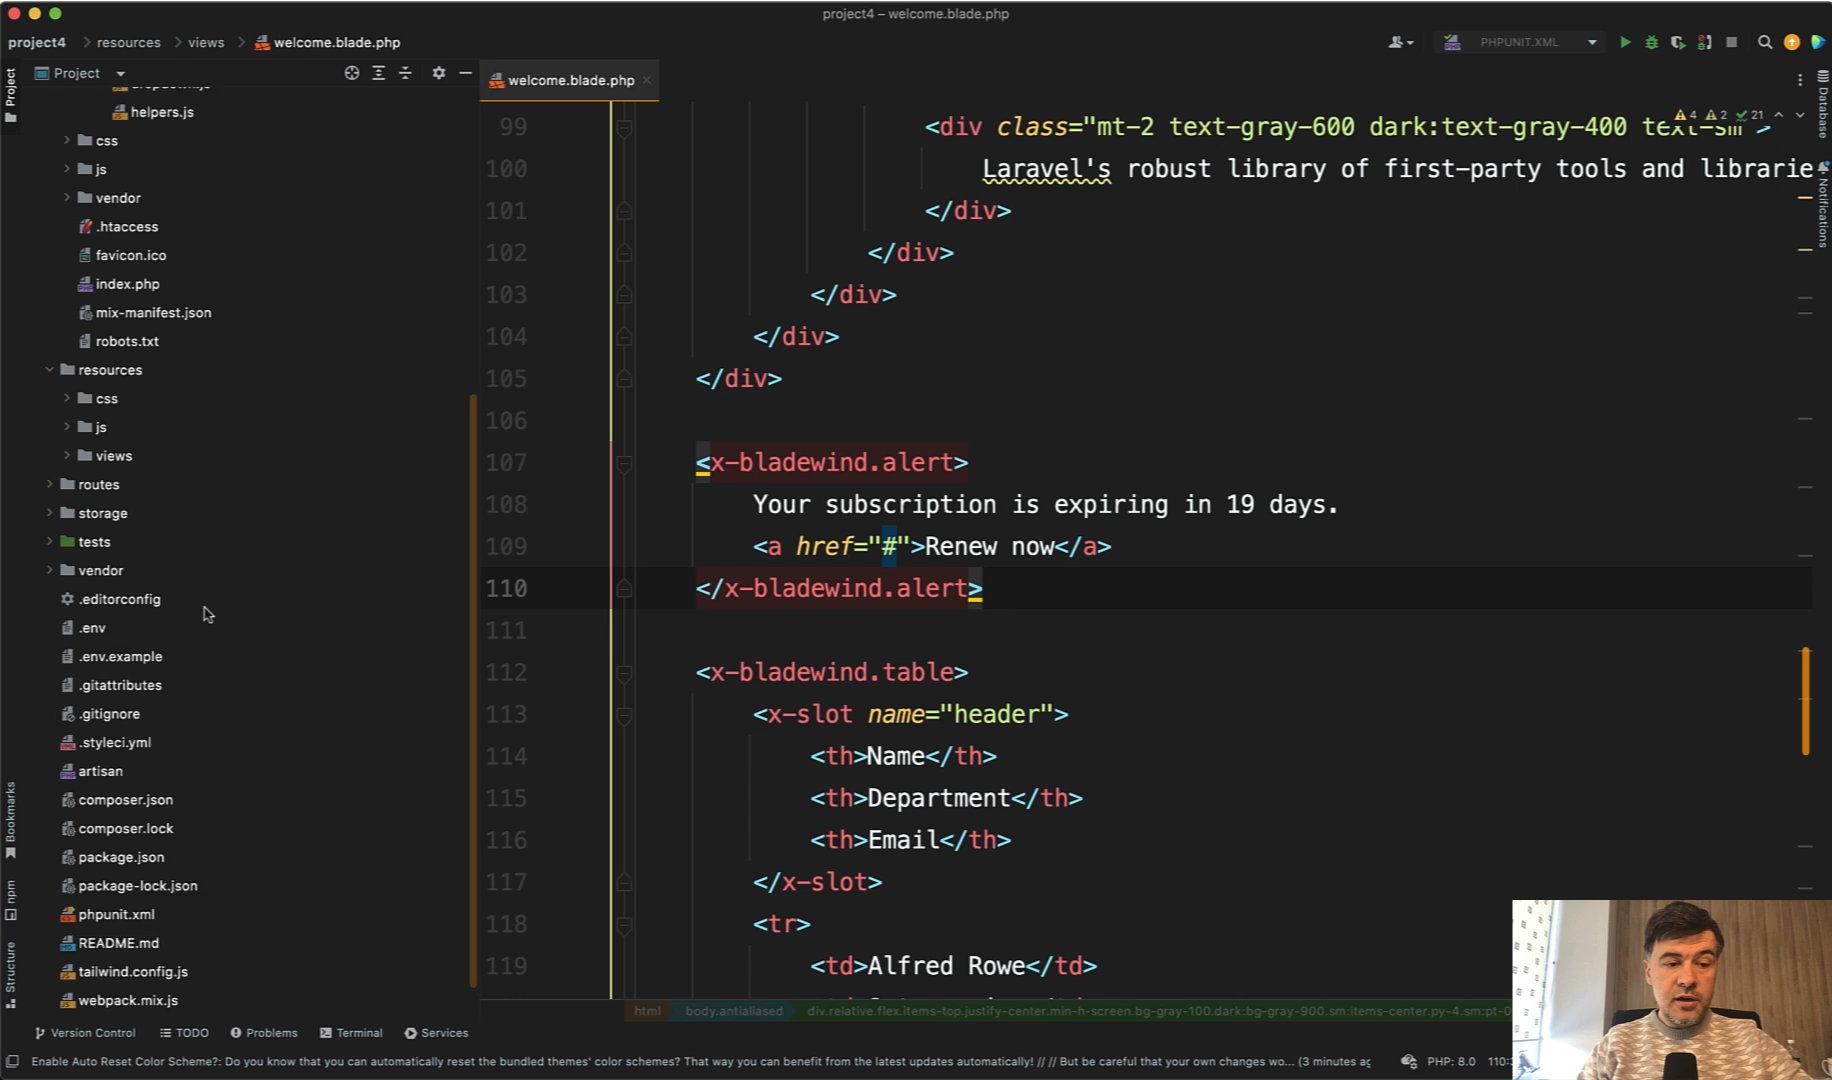 project4 – welcome.blade.php
project4 > resources > views > welcome.blade.php
PHPUNIT.XML
Project
Project
welcome.blade.php
helpers.js
css
js
vendor
.htaccess
favicon.ico
index.php
mix-manifest.json
robots.txt
resources
css
js
views
routes
storage
tests
vendor
.editorconfig
.env
.env.example
.gitattributes
.gitignore
.styleci.yml
artisan
composer.json
composer.lock
package.json
package-lock.json
phpunit.xml
README.md
tailwind.config.js
webpack.mix.js
Bookmarks
npm
Structure
4 2 21
99 <div class="mt-2 text-gray-600 dark:text-gray-400 text-sm">
100 Laravel's robust library of first-party tools and librarie
101 </div>
102 </div>
103 </div>
104 </div>
105 </div>
106
107 <x-bladewind.alert>
108 Your subscription is expiring in 19 days.
109 <a href="#">Renew now</a>
110 </x-bladewind.alert>
111
112 <x-bladewind.table>
113 <x-slot name="header">
114 <th>Name</th>
115 <th>Department</th>
116 <th>Email</th>
117 </x-slot>
118 <tr>
119 <td>Alfred Rowe</td>
Database
Notifications
html body.antialiased div.relative.flex.items-top.justify-center.min-h-screen.bg-gray-100.dark:bg-gray-900.sm:items-center.py-4.sm:pt-0
Version Control TODO Problems Terminal Services
Enable Auto Reset Color Scheme?: Do you know that you can automatically reset the bundled themes' color schemes? That way you can benefit from the latest updates automatically! // // But be careful that your own changes wo... (3 minutes ag
PHP: 8.0 110: